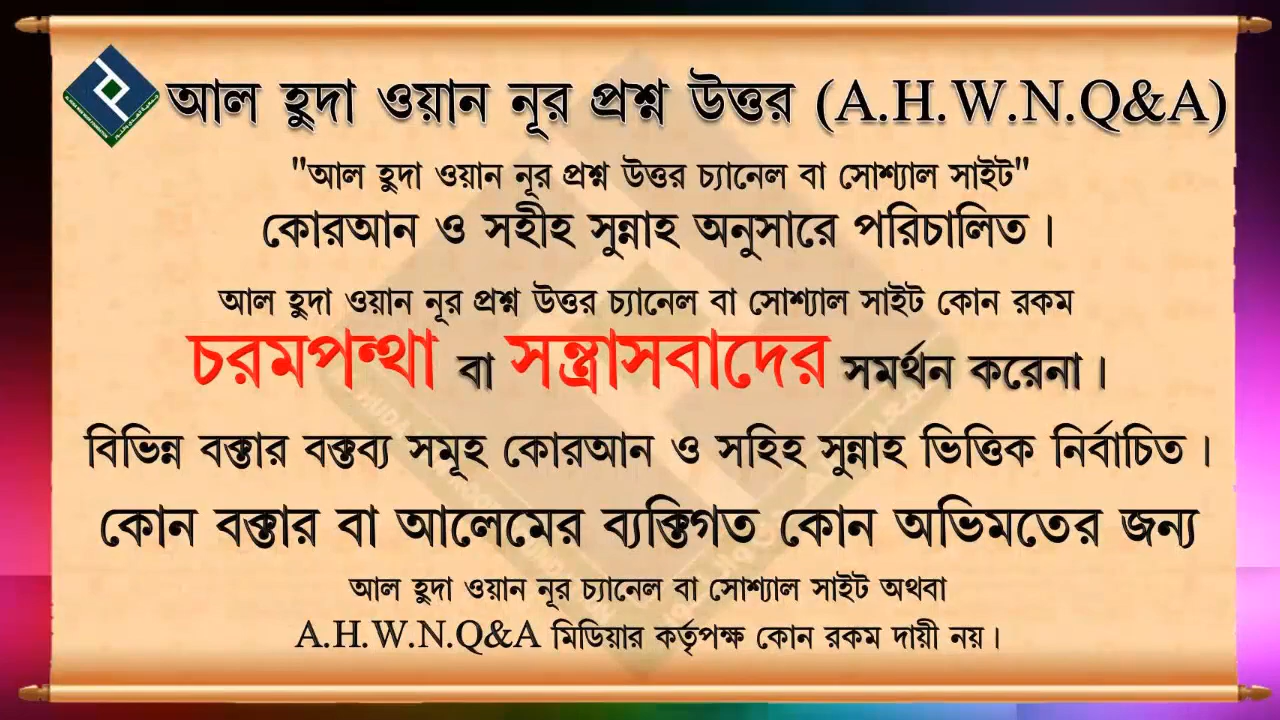 আল হুদা ওয়ান নূর প্রশ্ন উত্তর (A.H.W.N.Q&A)
"আল হুদা ওয়ান নূর প্রশ্ন উত্তর চ্যানেল বা সোশ্যাল সাইট"
কোরআন ও সহীহ সুন্নাহ অনুসারে পরিচালিত।
আল হুদা ওয়ান নূর প্রশ্ন উত্তর চ্যানেল বা সোশ্যাল সাইট কোন রকম
চরমপন্থা বা সন্ত্রাসবাদের সমর্থন করেনা।
বিভিন্ন বক্তার বক্তব্য সমূহ কোরআন ও সহিহ সুন্নাহ ভিত্তিক নির্বাচিত।
কোন বক্তার বা আলেমের ব্যক্তিগত কোন অভিমতের জন্য
আল হুদা ওয়ান নূর চ্যানেল বা সোশ্যাল সাইট অথবা
A.H.W.N.Q&A মিডিয়ার কর্তৃপক্ষ কোন রকম দায়ী নয়।